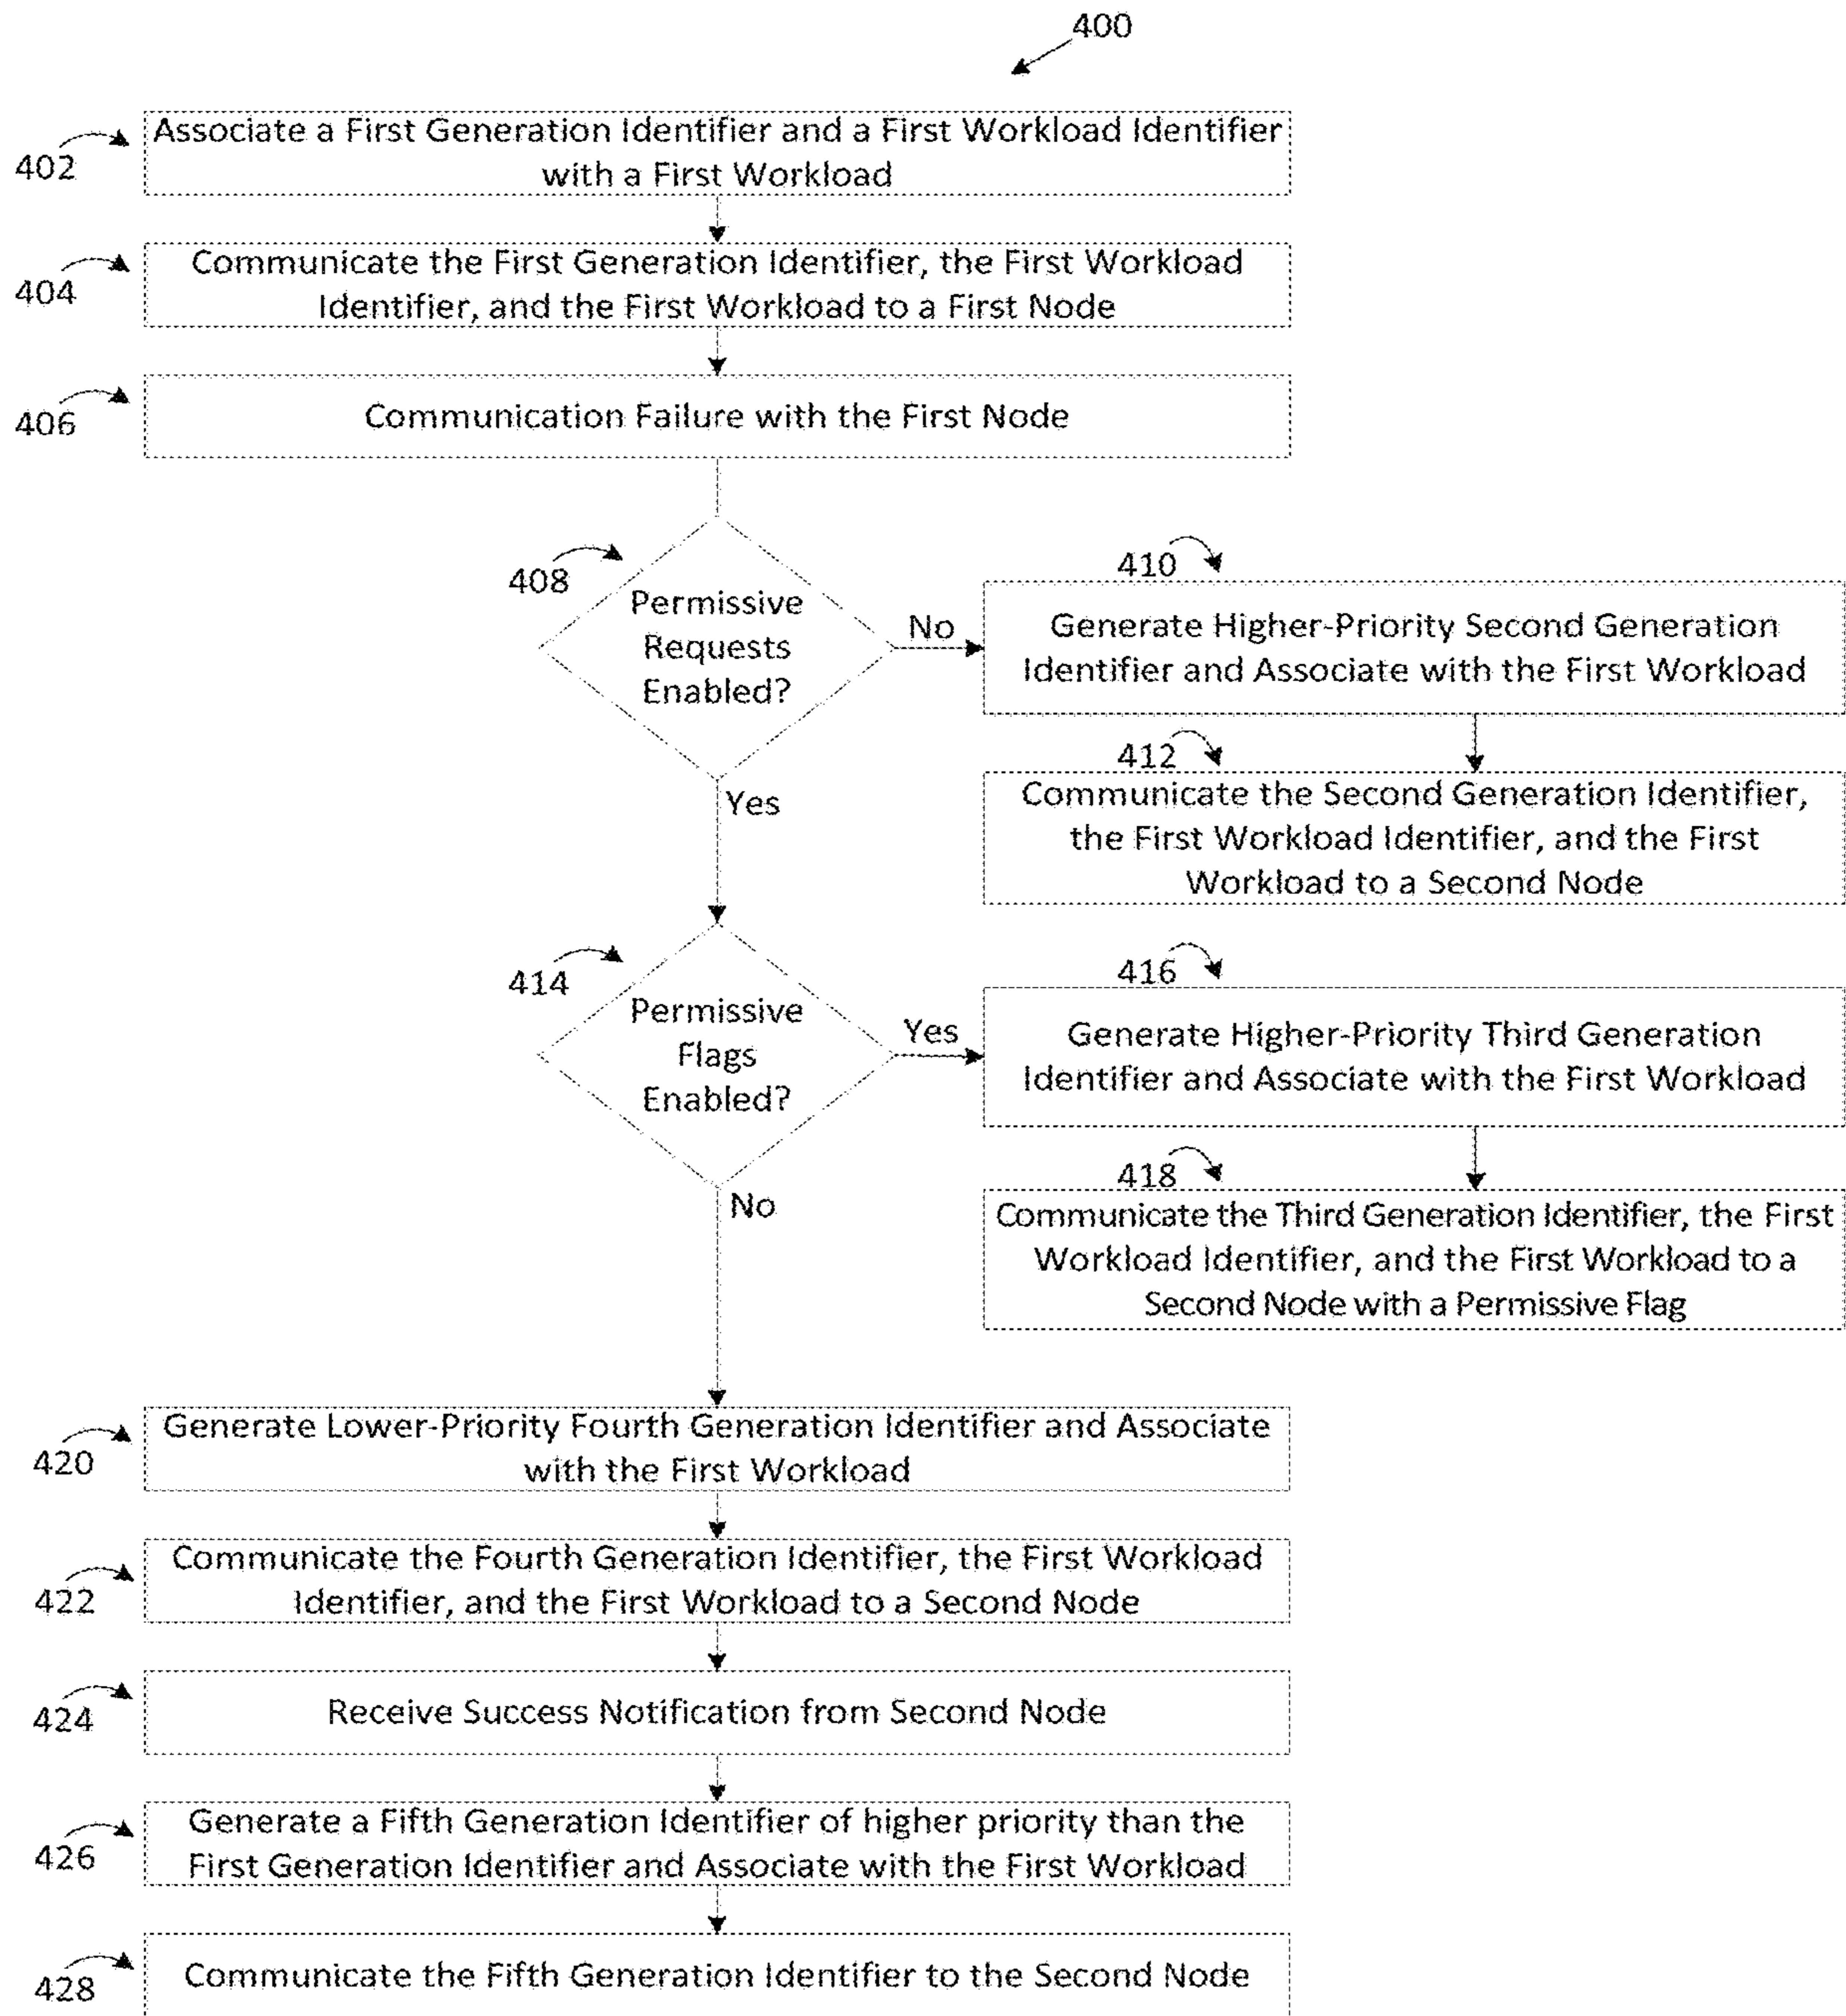 400
402
Associate a First Generation Identifier and a First Workload Identifier
with a First Workload
404
Communicate the First Generation Identifier, the First Workload
Identifier, and the First Workload to a First Node
406
Communication Failure with the First Node
408
Permissive
Requests
Enabled?
No
410
Generate Higher-Priority Second Generation
Identifier and Associate with the First Workload
412
Communicate the Second Generation Identifier,
the First Workload Identifier, and the First
Workload to a Second Node
Yes
414
Permissive
Flags
Enabled?
Yes
416
Generate Higher-Priority Third Generation
Identifier and Associate with the First Workload
418
Communicate the Third Generation Identifier, the First
Workload Identifier, and the First Workload to a
Second Node with a Permissive Flag
No
420
Generate Lower-Priority Fourth Generation Identifier and Associate
with the First Workload
422
Communicate the Fourth Generation Identifier, the First Workload
Identifier, and the First Workload to a Second Node
424
Receive Success Notification from Second Node
426
Generate a Fifth Generation Identifier of higher priority than the
First Generation Identifier and Associate with the First Workload
428
Communicate the Fifth Generation Identifier to the Second Node